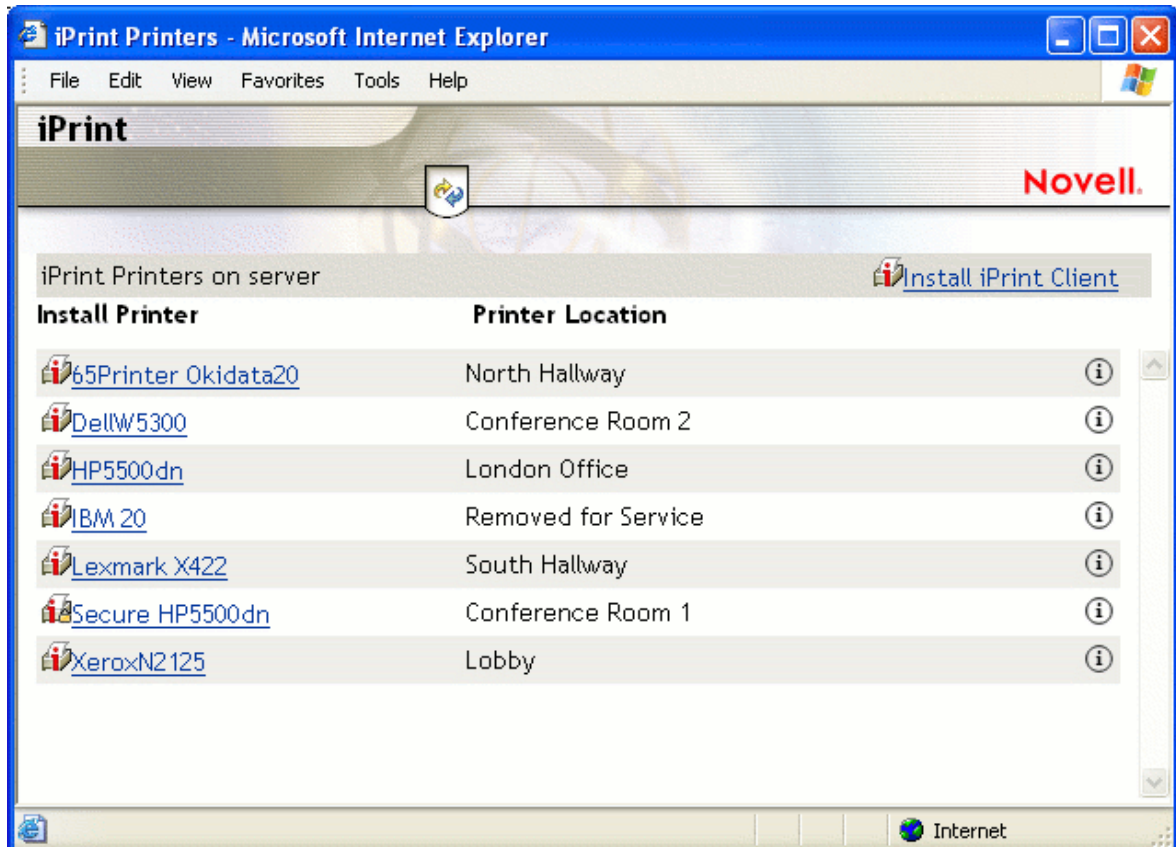 iPrint Printers - Microsoft Internet Explorer
File Edit View Favorites Tools Help
iPrint
Novell.
iPrint Printers on server Install iPrint Client
Install Printer Printer Location
65Printer Okidata20 North Hallway
DellW5300 Conference Room 2
HP5500dn London Office
IBM 20 Removed for Service
Lexmark X422 South Hallway
Secure HP5500dn Conference Room 1
XeroxN2125 Lobby
Internet